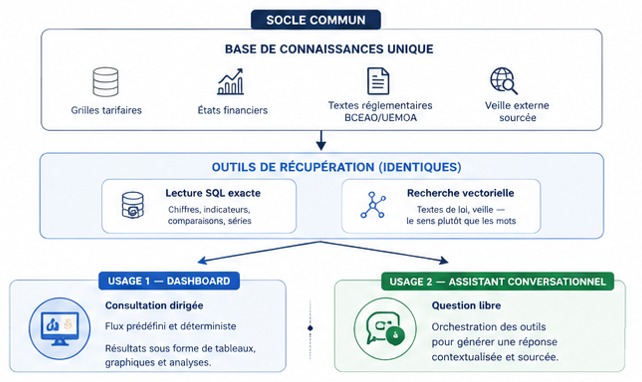 SOCLE COMMUN
BASE DE CONNAISSANCES UNIQUE
Grilles tarifaires
États financiers
Textes réglementaires
BCEAO/UEMOA
Veille externe
sourcée
OUTILS DE RÉCUPÉRATION (IDENTIQUES)
Lecture SQL exacte
Chiffres, indicateurs,
comparaisons, séries
Recherche vectorielle
Textes de loi, veille —
le sens plutôt que les mots
USAGE 1 — DASHBOARD
Consultation dirigée
Flux prédéfini et déterministe
Résultats sous forme de tableaux,
graphiques et analyses.
USAGE 2 — ASSISTANT CONVERSATIONNEL
Question libre
Orchestration des outils
pour générer une réponse
contextualisée et sourcée.